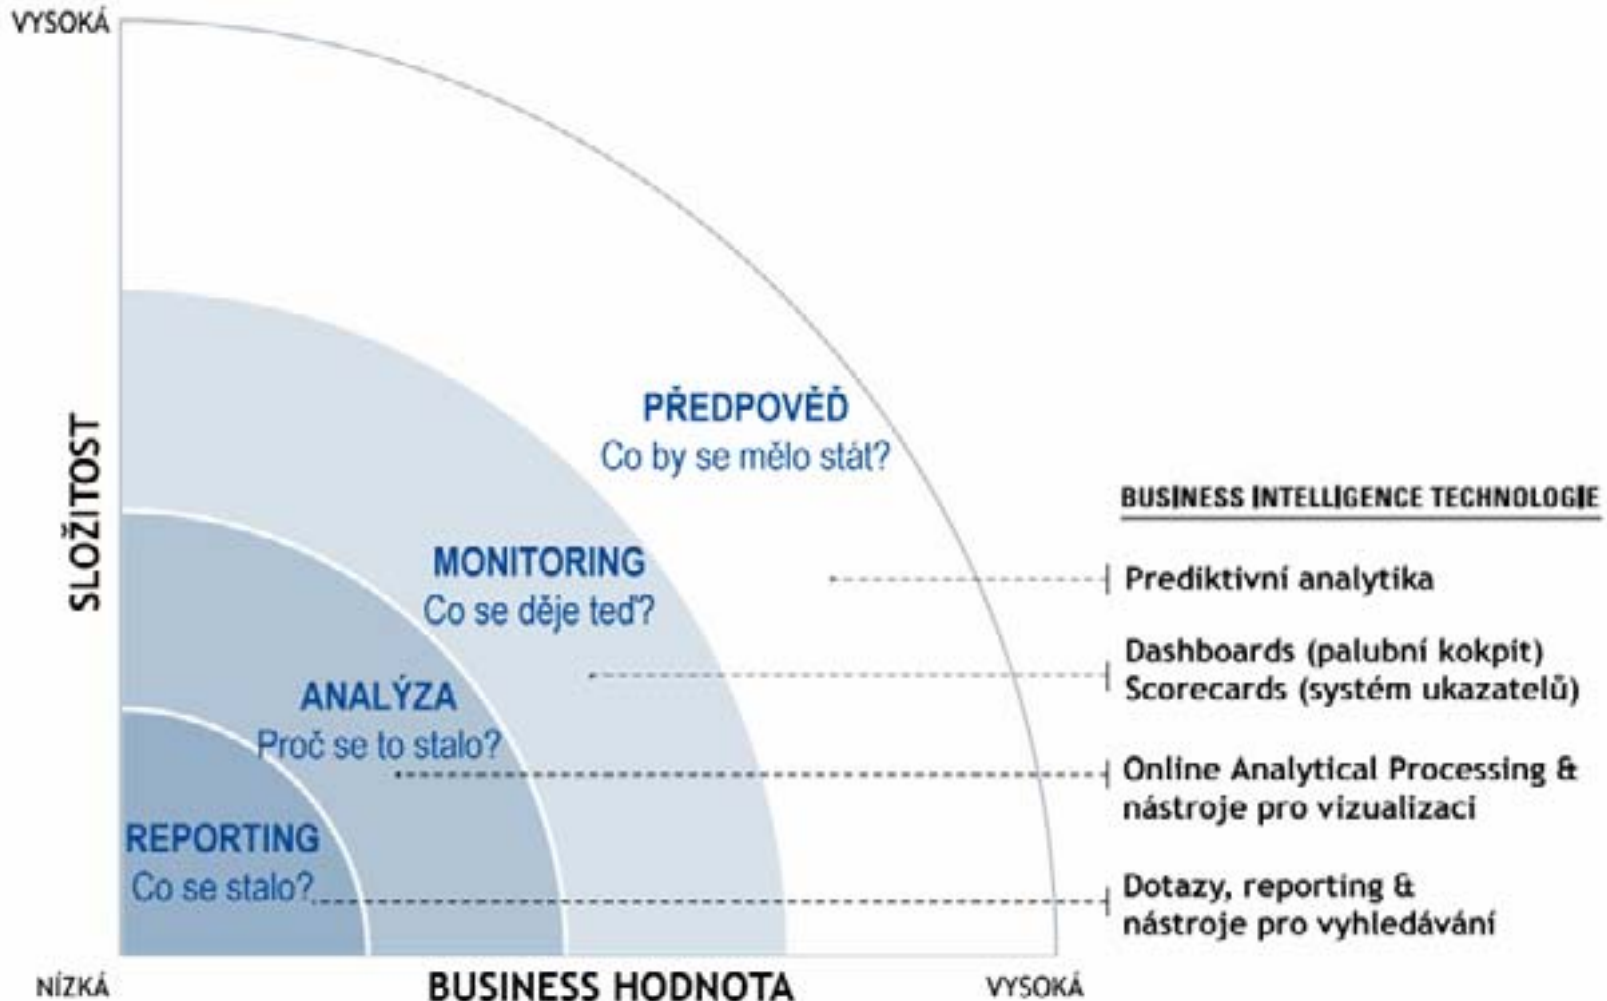 VYSOKÁ
SLOŽITOST
PŘEDPOVĚĎ
Co by se mělo stát?
MONITORING
Co se děje teď?
ANALÝZA
Proč se to stalo?
REPORTING
Co se stalo?
BUSINESS INTELLIGENCE TECHNOLOGIE
Prediktivní analytika
Dashboards (palubní kokpit)
Scorecards (systém ukazatelů)
Online Analytical Processing &
nástroje pro vizualizaci
Dotazy, reporting &
nástroje pro vyhledávání
NÍZKÁ
BUSINESS HODNOTA
VYSOKÁ